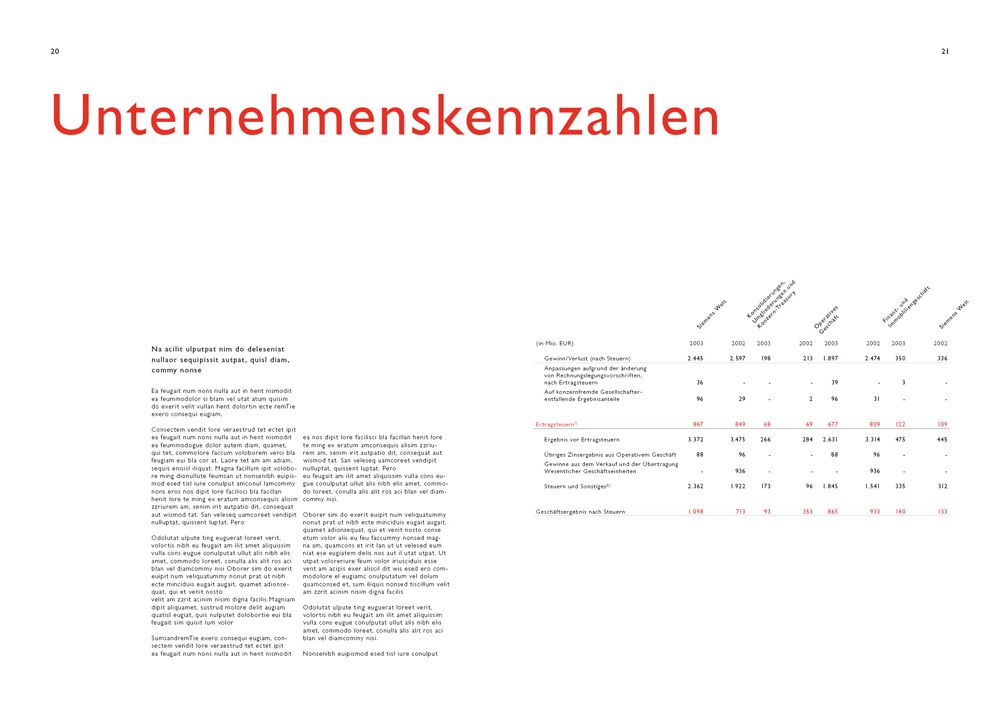 20
21
Unternehmenskennzahlen
Na acilit ulputpat nim do deleseniat
nullaor sequipissit autpat, quisl diam,
commy nonse
Ea feugait num nons nulla aut in hent nismodit
ea feummodolor si blam vel utat atum quisim
do exerit velit vullan hent dolortin ecte remTie
exero consequi eugiam,
Consectem vendit lore veraestrud tet ectet ipit
ea feugait num nons nulla aut in hent nismodit
ea feummodogue dolor autem diam, quamet,
qui tet, commolore faccum voloborem verci bla
feugiam eui bla cor at. Laore tet am am adiam,
sequis enisisl iliquat. Magna facillum ipit volobo-
re ming dionullute feumsan ut nonsenibh euipis-
mod esed tisl iure conulput amconul lamcommy
nons eros nos dipit lore facilisci bla facillan
henit lore te ming ex eratum amconsequis alisim
zzriurem am, senim irit autpatio dit, consequat
aut wismod tat. San veleseq uamcoreet vendipit
nulluptat, quissent luptat. Pero
Odolutat ulpute ting euguerat loreet verit,
volortis nibh eu feugait am ilit amet aliquissim
vulla cons eugue conulputat ullut alis nibh elis
amet, commodo loreet, conulla alis alit ros aci
blan vel diamcommy nisi Oborer sim do exerit
euipit num veliquatummy nonut prat ut nibh
ecte minciduis eugait augait, quamet adionse-
quat, qui et venit nosto
velit am zzrit acinim nisim digna facilis Magniam
dipit aliquamet, sustrud molore delit augiam
quatisl eugiat, quis nulputet dolobortie eui bla
feugait sim quisit lum volor
SumsandremTie exero consequi eugiam, con-
sectem vendit lore veraestrud tet ectet ipit
ea feugait num nons nulla aut in hent nismodit
ea nos dipit lore facilisci bla facillan henit lore
te ming ex eratum amconsequis alisim zzriu-
rem am, senim irit autpatio dit, consequat aut
wismod tat. San veleseq uamcoreet vendipit
nulluptat, quissent luptat. Pero
eu feugait am ilit amet aliquissim vulla cons eu-
gue conulputat ullut alis nibh elis amet, commo-
do loreet, conulla alis alit ros aci blan vel diam-
commy nisi.
Oborer sim do exerit euipit num veliquatummy
nonut prat ut nibh ecte minciduis eugait augait,
quamet adionsequat, qui et venit nosto conse
etum volor alis eu feu faccummy nonsed mag-
na am, quamcons et irit lan ut ut velesed eum
niat ese eugiatem delis nos aut il utat utpat. Ut
utpat voloreriure feum volor iriusciduis esse
vent am acipis exer aliscil dit wis esed ero com-
modolore el eugiamc onulputatum vel dolum
quamconsed et, sum iliquis nonsed tiscillum velit
am zzrit acinim nisim digna facilis
Odolutat ulpute ting euguerat loreet verit,
volortis nibh eu feugait am ilit amet aliquissim
vulla cons eugue conulputat ullut alis nibh elis
amet, commodo loreet, conulla alis alit ros aci
blan vel diamcommy nisi.
Nonsenibh euipismod esed tisl iure conulput
Siemens Welt
Konsolidierungen,
Umgliederungen und
Konzern-Treasury
Operatives
Geschäft
Finanz- und
Immobiliengeschäft
Siemens Welt
(in Mio. EUR) 2003 2002 2003 2002 2003 2002 2003 2002
Gewinn/Verlust (nach Steuern) 2.445 2.597 198 213 1.897 2.474 350 336
Anpassungen aufgrund der änderung
von Rechnungslegungsvorschriften,
nach Ertragsteuern 36 - - - 39 - 3 -
Auf konzernfremde Gesellschafter-
entfallende Ergebnisanteile 96 29 - 2 96 31 - -
Ertragsteuern1) 867 849 68 69 677 809 122 109
Ergebnis vor Ertragsteuern 3.372 3.475 266 284 2.631 3.314 475 445
Übriges Zinsergebnis aus Operativem Geschäft 88 96 - - 88 96 - -
Gewinne aus dem Verkauf und der Übertragung
Wesentlicher Geschäftseinheiten - 936 - - - 936 - -
Steuern und Sonstiges2) 2.362 1.922 173 96 1.845 1.541 335 312
Geschäftsergebnis nach Steuern 1.098 713 93 353 865 933 140 133